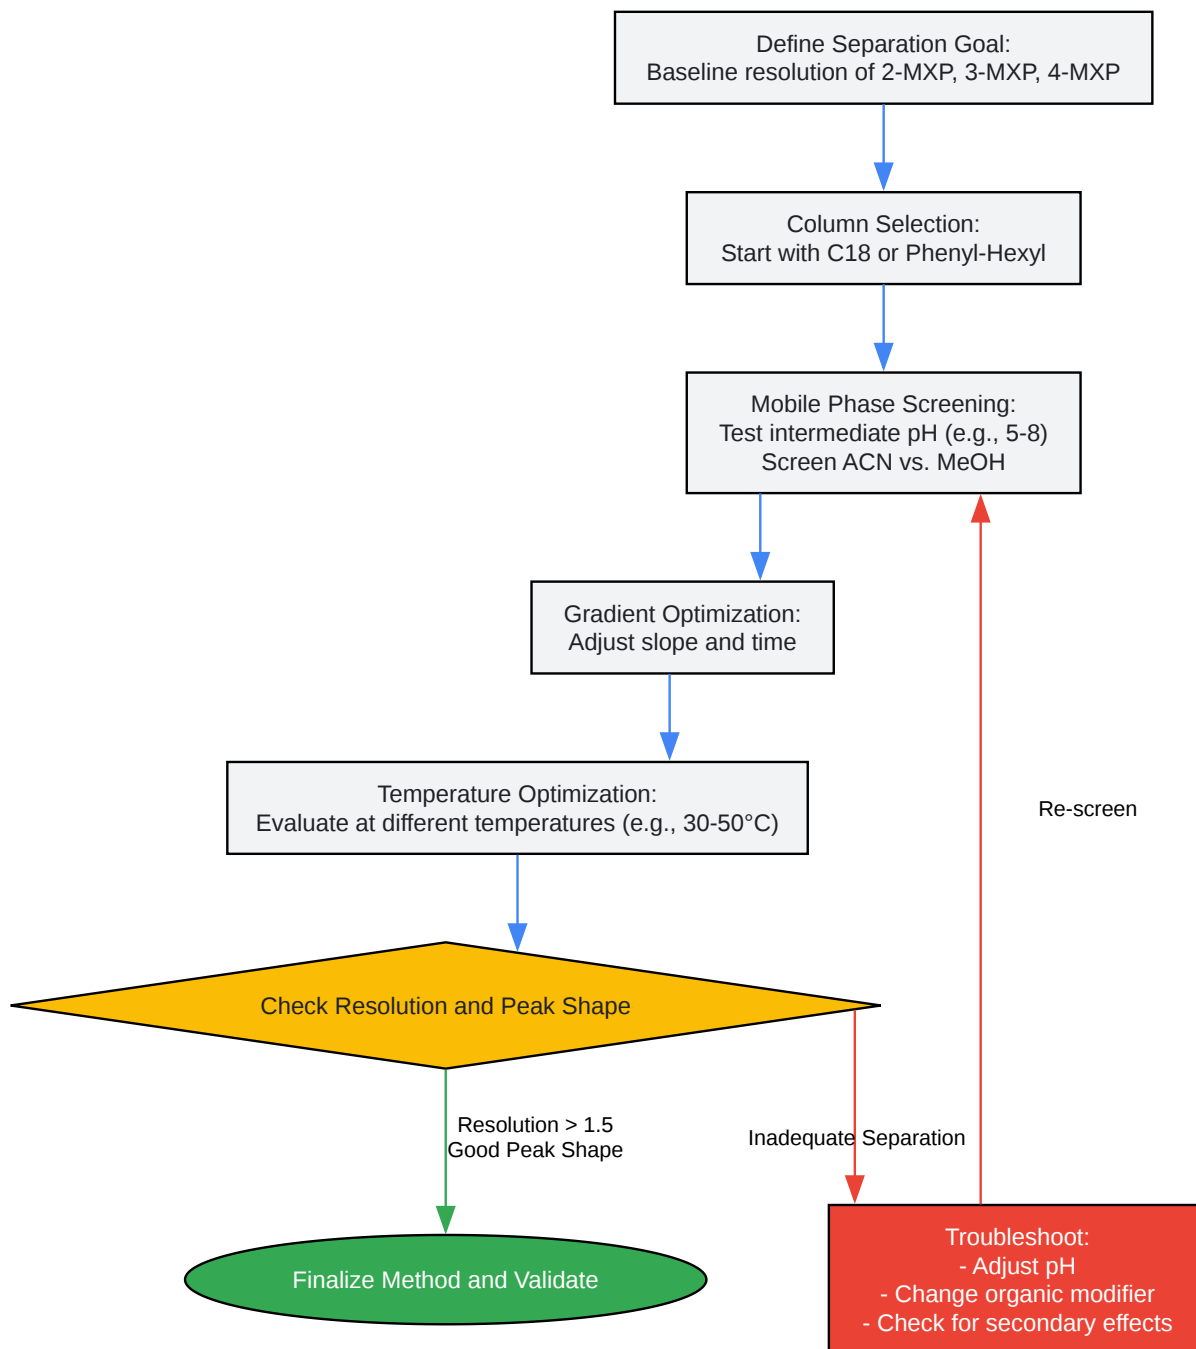 Define Separation Goal:
Baseline resolution of 2-MXP, 3-MXP, 4-MXP
Column Selection:
Start with C18 or Phenyl-Hexyl
Mobile Phase Screening:
Test intermediate pH (e.g., 5-8)
Screen ACN vs. MeOH
Gradient Optimization:
Adjust slope and time
Temperature Optimization:
Evaluate at different temperatures (e.g., 30-50°C)
Re-screen
Check Resolution and Peak Shape
Resolution > 1.5
Good Peak Shape
Inadequate Separation
Finalize Method and Validate
Troubleshoot:
- Adjust pH
- Change organic modifier
- Check for secondary effects